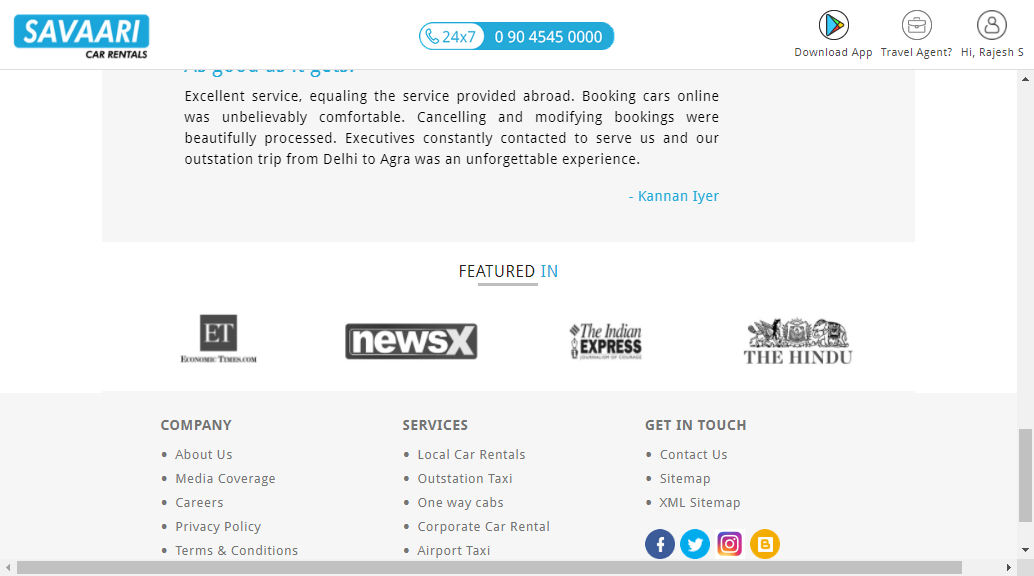 SAVAARI
CAR RENTALS
24x7 0 90 4545 0000
Download App
Travel Agent?
Hi, Rajesh S
As good as it gets!
Excellent service, equaling the service provided abroad. Booking cars online
was unbelievably comfortable. Cancelling and modifying bookings were
beautifully processed. Executives constantly contacted to serve us and our
outstation trip from Delhi to Agra was an unforgettable experience.
- Kannan Iyer
FEATURED IN
ET
ECONOMIC TIMES.COM
newsX
The Indian
EXPRESS
JOURNALISM OF COURAGE
THE HINDU
COMPANY
About Us
Media Coverage
Careers
Privacy Policy
Terms & Conditions
SERVICES
Local Car Rentals
Outstation Taxi
One way cabs
Corporate Car Rental
Airport Taxi
GET IN TOUCH
Contact Us
Sitemap
XML Sitemap